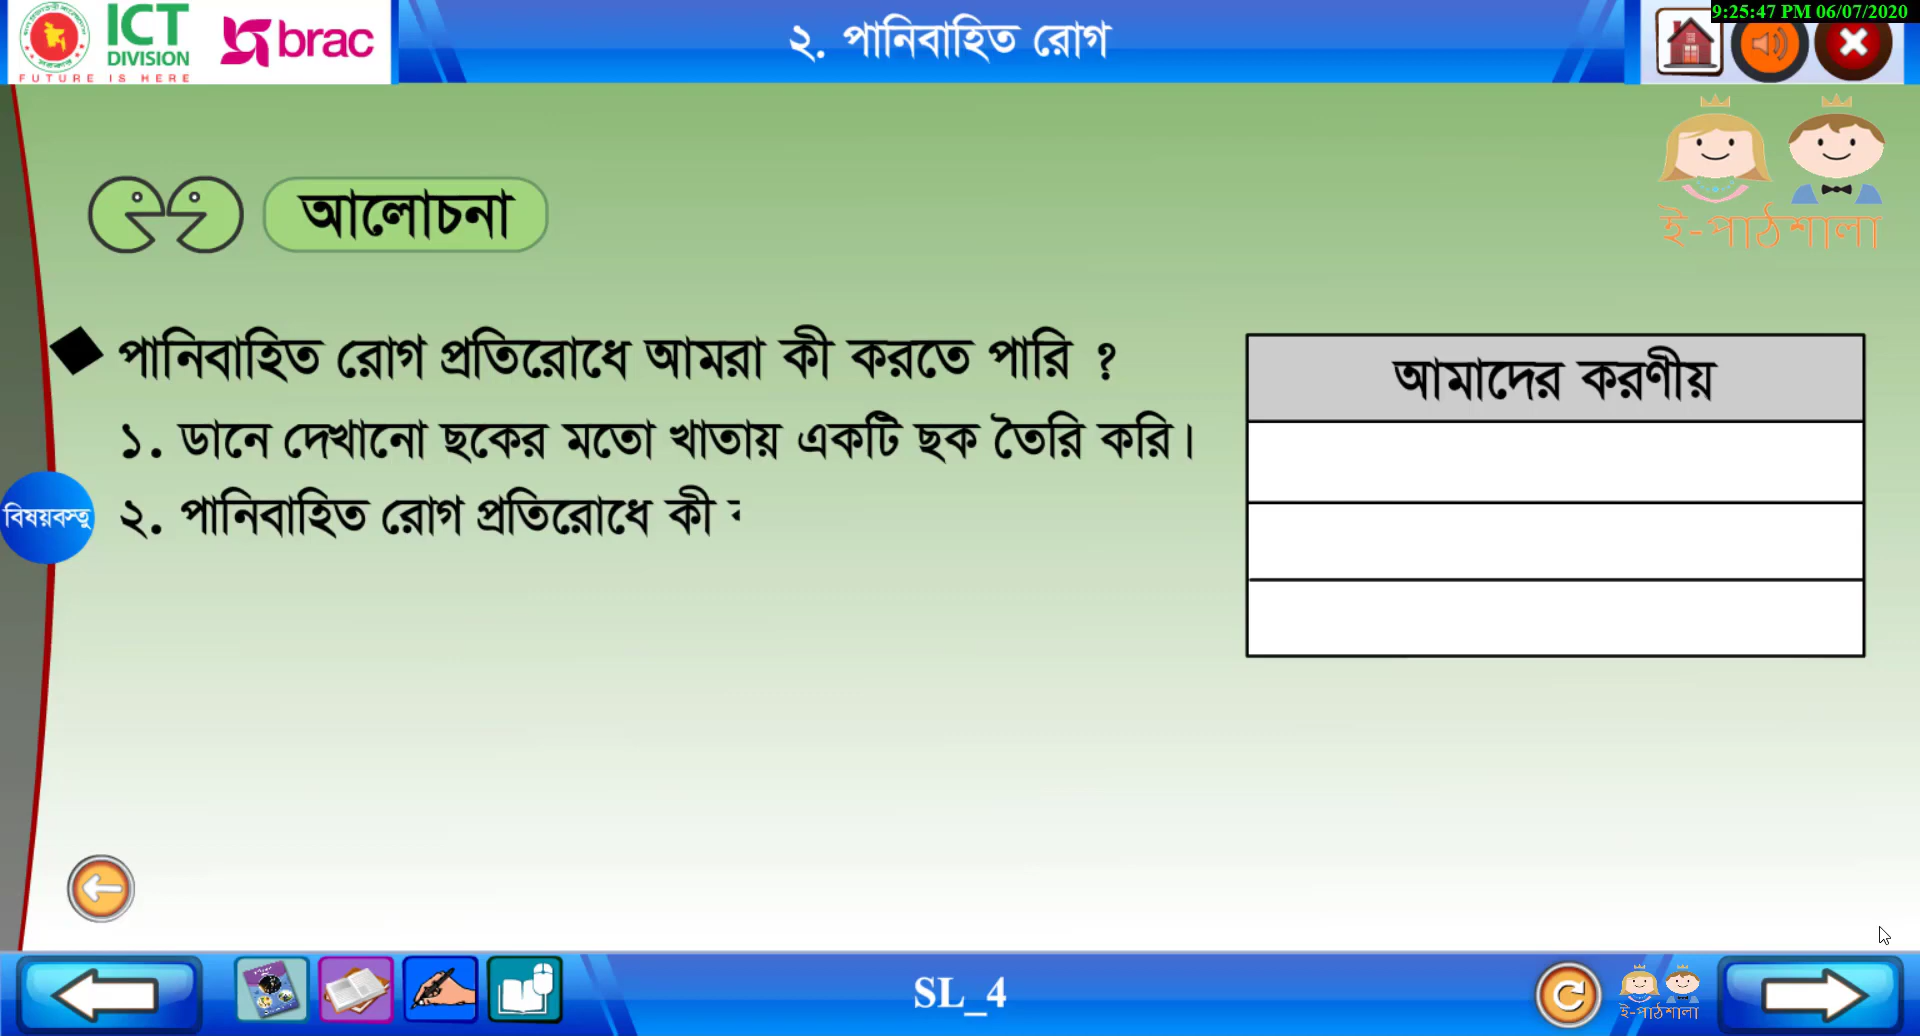 ICT
DIVISION
FUTURE IS HERE
brac
২. পানিবাহিত রোগ
9:25:47 PM 06/07/2020
ই-পাঠশালা
আলোচনা
পানিবাহিত রোগ প্রতিরোধে আমরা কী করতে পারি ?
১. ডানে দেখানো ছকের মতো খাতায় একটি ছক তৈরি করি।
২. পানিবাহিত রোগ প্রতিরোধে কী
আমাদের করণীয়
বিষয়বস্তু
SL_4
ই-পাঠশালা